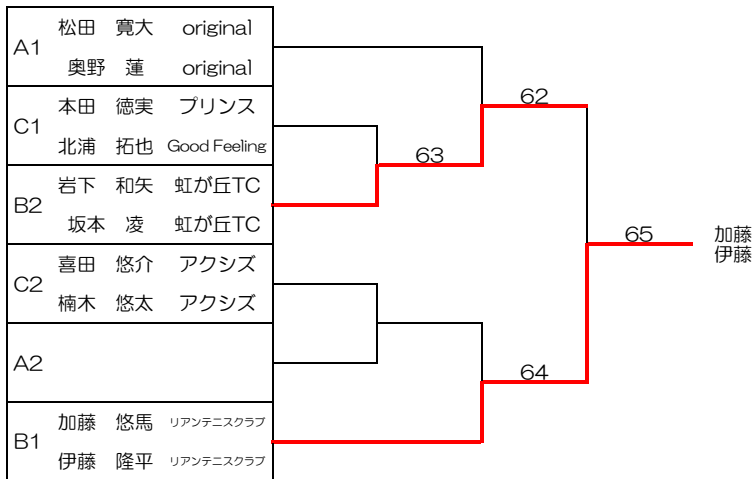 A1
松田 寛大 original
奥野 蓮 original
C1
本田 徳実 プリンス
北浦 拓也 Good Feeling
B2
岩下 和矢 虹が丘TC
坂本 凌 虹が丘TC
C2
喜田 悠介 アクシズ
楠木 悠太 アクシズ
A2
B1
加藤 悠馬 リアンテニスクラブ
伊藤 隆平 リアンテニスクラブ
63
62
64
65
加藤
伊藤